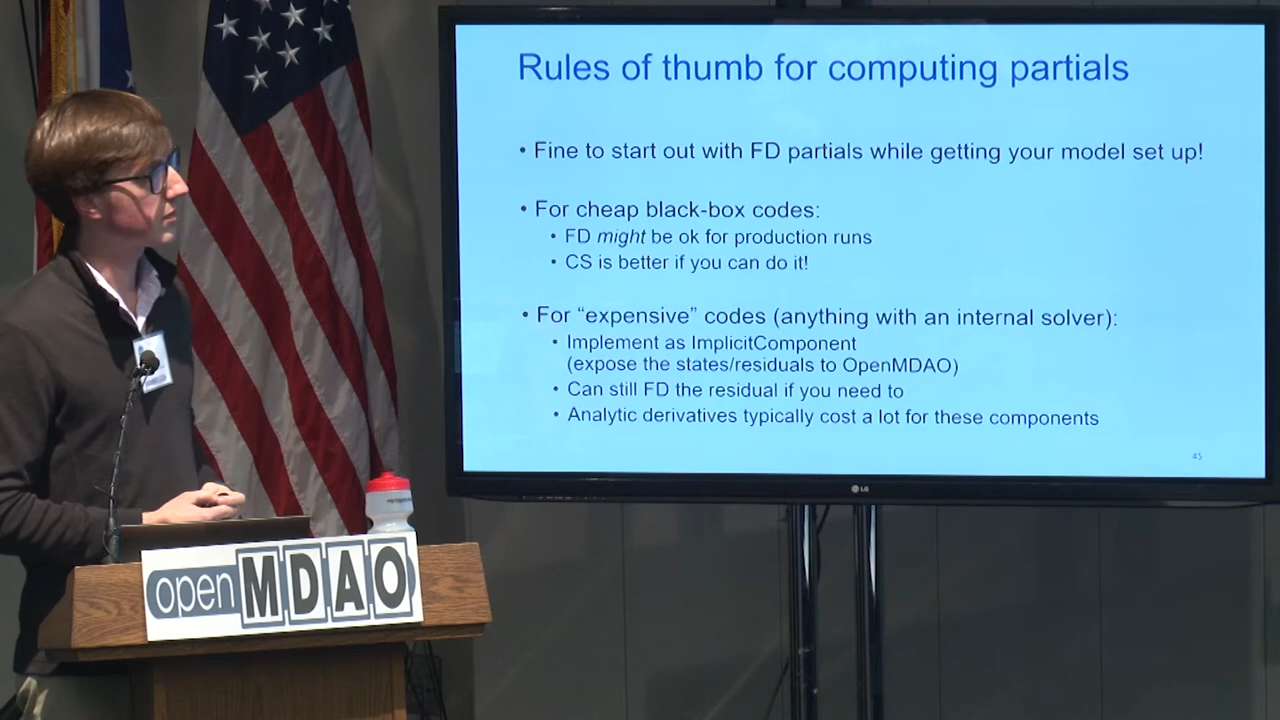 Rules of thumb for computing partials
• Fine to start out with FD partials while getting your model set up!
• For cheap black-box codes:
• FD might be ok for production runs
• CS is better if you can do it!
• For “expensive” codes (anything with an internal solver):
• Implement as ImplicitComponent
(expose the states/residuals to OpenMDAO)
• Can still FD the residual if you need to
• Analytic derivatives typically cost a lot for these components
45
LG
openMDAO